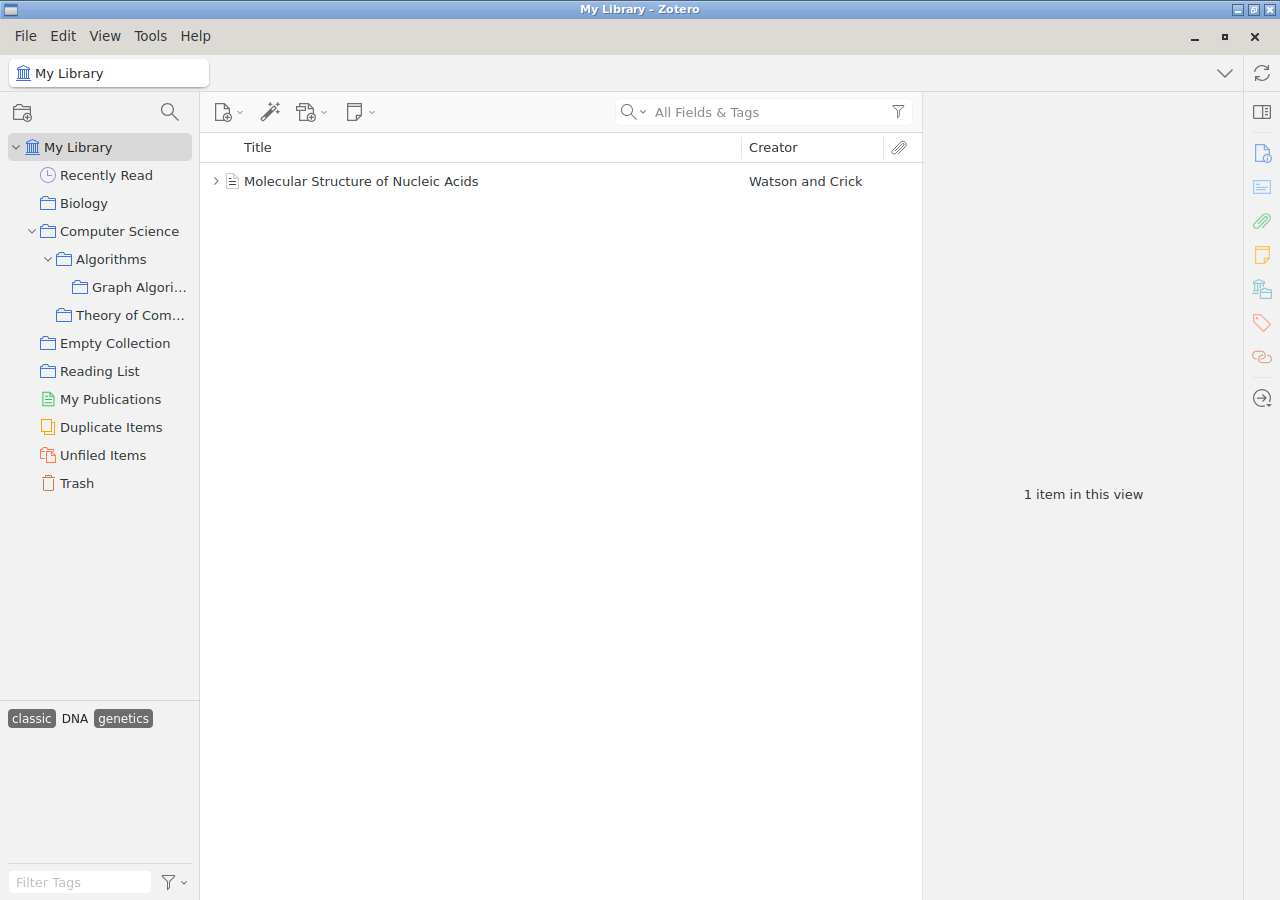 My Library - Zotero
File Edit View Tools Help
My Library
All Fields & Tags
My Library
Recently Read
Biology
Computer Science
Algorithms
Graph Algori...
Theory of Com...
Empty Collection
Reading List
My Publications
Duplicate Items
Unfiled Items
Trash
Title Creator
Molecular Structure of Nucleic Acids Watson and Crick
1 item in this view
classic DNA genetics
Filter Tags